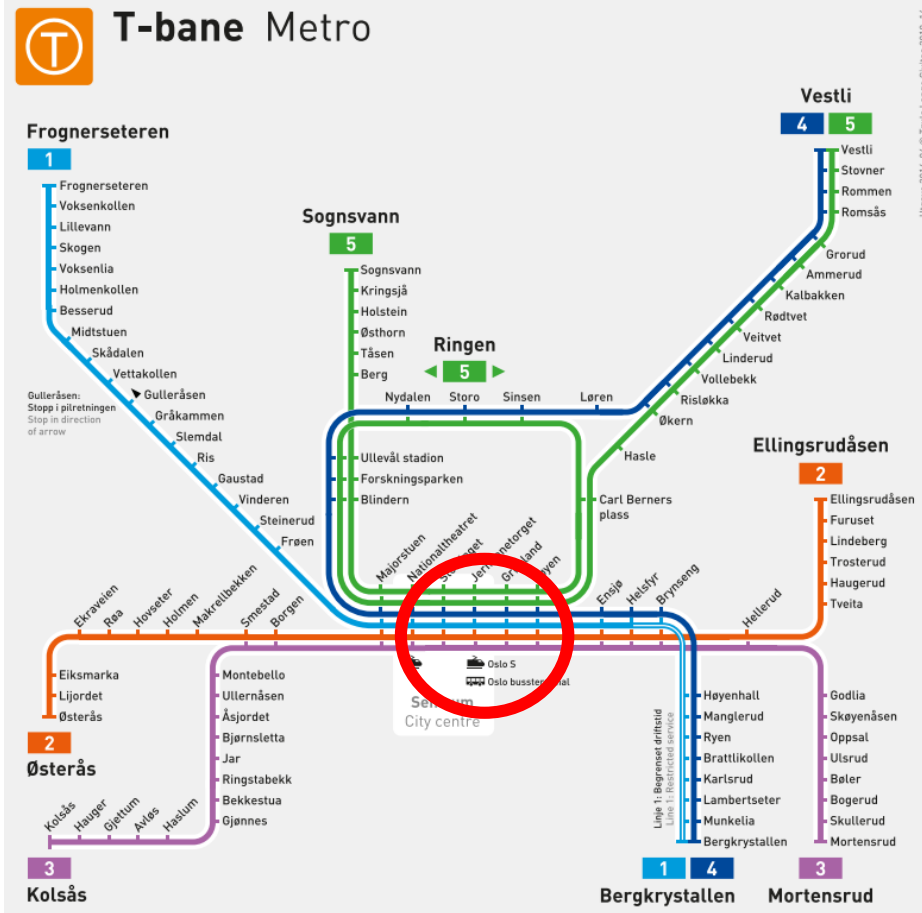 T-bane Metro
Frognerseteren
1
Frognerseteren
Voksenkollen
Lillevann
Skogen
Voksenlia
Holmenkollen
Besserud
Midtstuen
Skådalen
Vettakollen
Gulleråsen
Gråkammen
Slemdal
Ris
Gaustad
Vinderen
Steinerud
Frøen
Gulleråsen:
Stopp i pilretningen
Stop in direction
of arrow
Sognsvann
5
Sognsvann
Kringsjå
Holstein
Østhorn
Tåsen
Berg
Ringen
5
Nydalen
Storo
Sinsen
Løren
Ullevål stadion
Forskningsparken
Blindern
Vestli
4 5
Vestli
Stovner
Rommen
Romsås
Grorud
Ammerud
Kalbakken
Rødtvet
Veitvet
Linderud
Vollebekk
Risløkka
Økern
Hasle
Carl Berners
plass
Ellingsrudåsen
2
Ellingsrudåsen
Furuset
Lindeberg
Trosterud
Haugerud
Tveita
Ekraveien
Røa
Hovseter
Holmen
Makrellbekken
Smestad
Borgen
Majorstuen
Nationaltheatret
Ensjø
Helsfyr
Brynseng
Hellerud
Oslo S
Oslo
City centre
Eiksmarka
Lijordet
Østerås
2
Østerås
Montebello
Ullernåsen
Åsjordet
Bjørnsletta
Jar
Ringstabekk
Bekkestua
Gjønnes
Kolsås
Hauger
Gjettum
Avløs
Haslum
3
Kolsås
Linje 1: Begrenset driftstid
Line 1: Restricted service
Høyenhall
Manglerud
Ryen
Brattlikollen
Karlsrud
Lambertseter
Munkelia
Bergkrystallen
1 4
Bergkrystallen
Godlia
Skøyenåsen
Oppsal
Ulsrud
Bøler
Bogerud
Skullerud
Mortensrud
3
Mortensrud